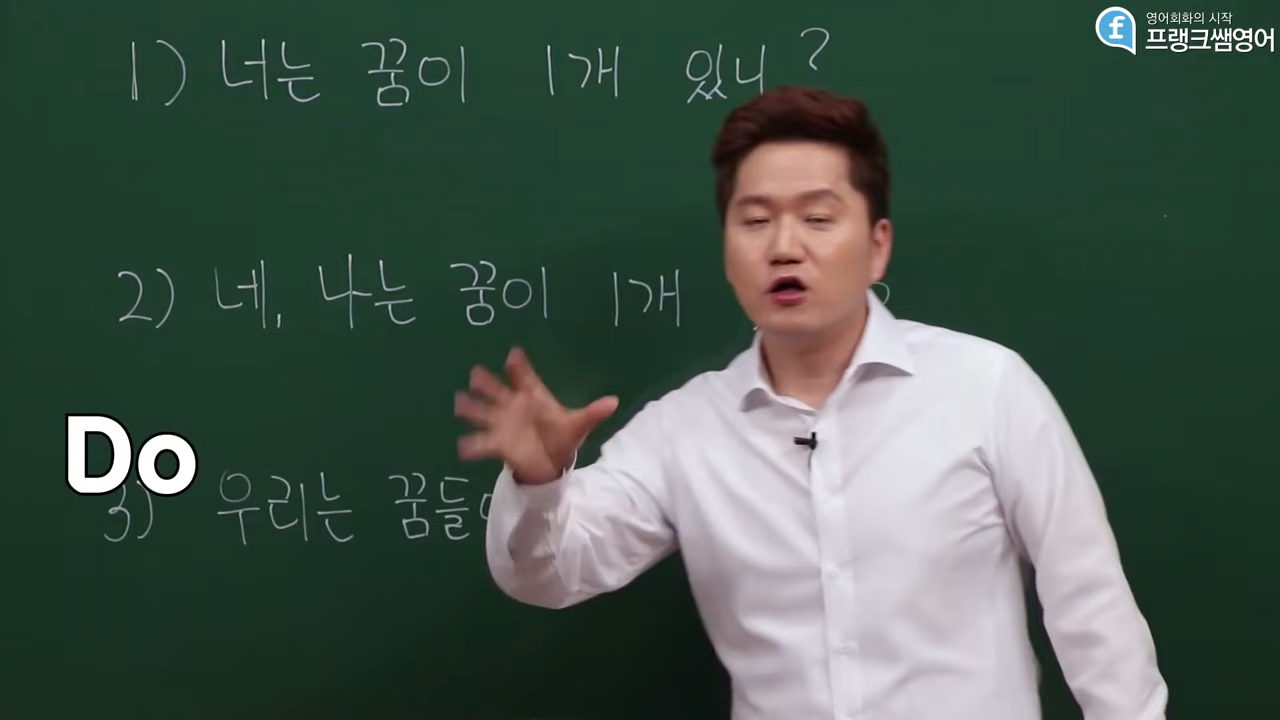 영어회화의 시작
프랭크쌤영어
1) 너는 꿈이 1개 있니?
2) 네, 나는 꿈이 1개
Do
3) 우리는 꿈들